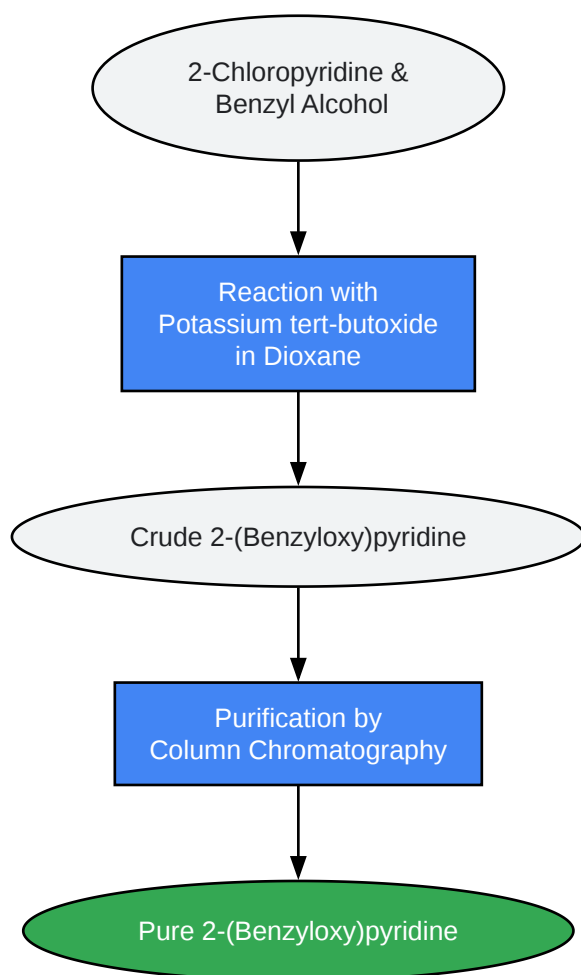 2-Chloropyridine &
Benzyl Alcohol
Reaction with
Potassium tert-butoxide
in Dioxane
Crude 2-(Benzyloxy)pyridine
Purification by
Column Chromatography
Pure 2-(Benzyloxy)pyridine